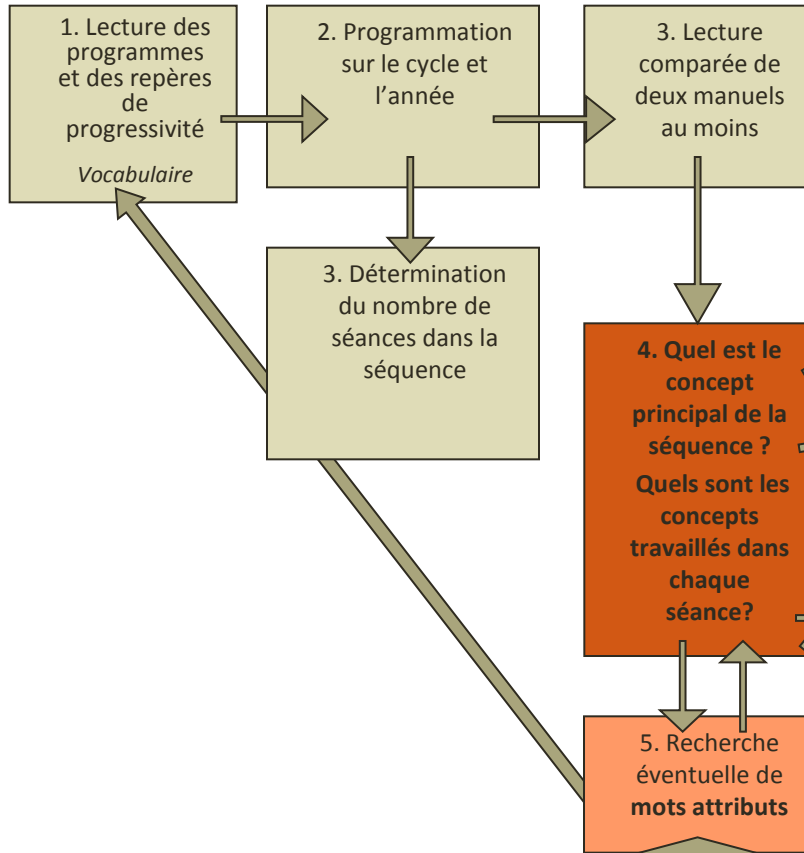 1. Lecture des
programmes
et des repères
de
progressivité
Vocabulaire
2. Programmation
sur le cycle et
l’année
3. Lecture
comparée de
deux manuels
au moins
3. Détermination
du nombre de
séances dans la
séquence
4. Quel est le
concept
principal de la
séquence ?
Quels sont les
concepts
travaillés dans
chaque
séance?
5. Recherche
éventuelle de
mots attributs